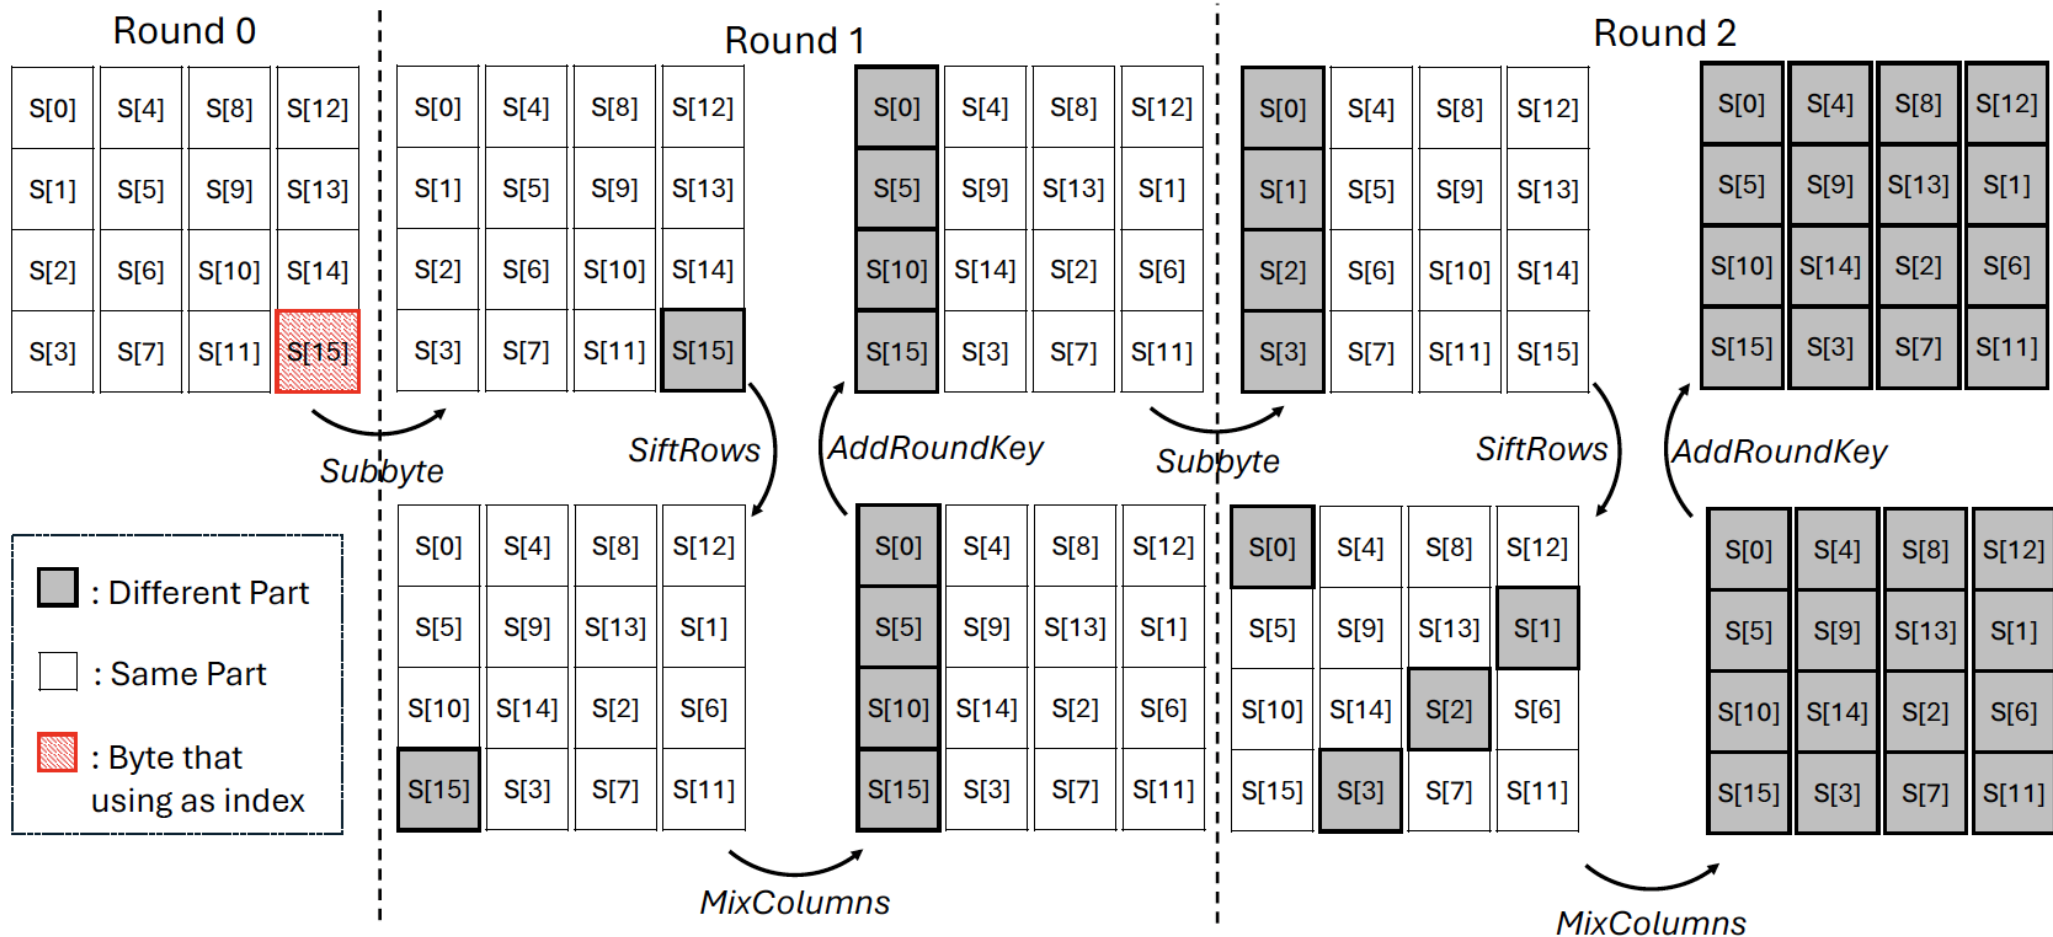 Round 0
Round 1
Round 2
S[0] S[4] S[8] S[12]
S[1] S[5] S[9] S[13]
S[2] S[6] S[10] S[14]
S[3] S[7] S[11] S[15]
S[0] S[4] S[8] S[12]
S[1] S[5] S[9] S[13]
S[2] S[6] S[10] S[14]
S[3] S[7] S[11] S[15]
S[0] S[4] S[8] S[12]
S[5] S[9] S[13] S[1]
S[10] S[14] S[2] S[6]
S[15] S[3] S[7] S[11]
S[0] S[4] S[8] S[12]
S[1] S[5] S[9] S[13]
S[2] S[6] S[10] S[14]
S[3] S[7] S[11] S[15]
S[0] S[4] S[8] S[12]
S[5] S[9] S[13] S[1]
S[10] S[14] S[2] S[6]
S[15] S[3] S[7] S[11]
Subbyte
SiftRows
AddRoundKey
Subbyte
SiftRows
AddRoundKey
: Different Part
: Same Part
: Byte that
using as index
S[0] S[4] S[8] S[12]
S[5] S[9] S[13] S[1]
S[10] S[14] S[2] S[6]
S[15] S[3] S[7] S[11]
S[0] S[4] S[8] S[12]
S[5] S[9] S[13] S[1]
S[10] S[14] S[2] S[6]
S[15] S[3] S[7] S[11]
S[0] S[4] S[8] S[12]
S[5] S[9] S[13] S[1]
S[10] S[14] S[2] S[6]
S[15] S[3] S[7] S[11]
S[0] S[4] S[8] S[12]
S[5] S[9] S[13] S[1]
S[10] S[14] S[2] S[6]
S[15] S[3] S[7] S[11]
MixColumns
MixColumns